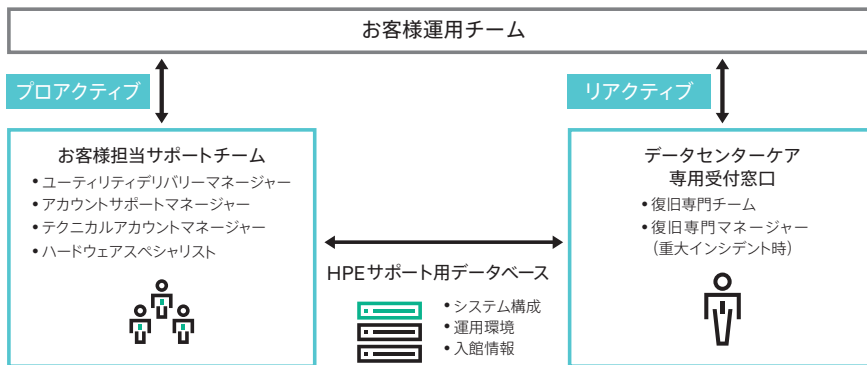 お客様運用チーム
プロアクティブ
リアクティブ
お客様担当サポートチーム
• ユーティリティデリバリーマネージャー
• アカウントサポートマネージャー
• テクニカルアカウントマネージャー
• ハードウェアスペシャリスト
HPEサポート用データベース
• システム構成
• 運用環境
• 入館情報
データセンターケア
専用受付窓口
• 復旧専門チーム
• 復旧専門マネージャー
(重大インシデント時)